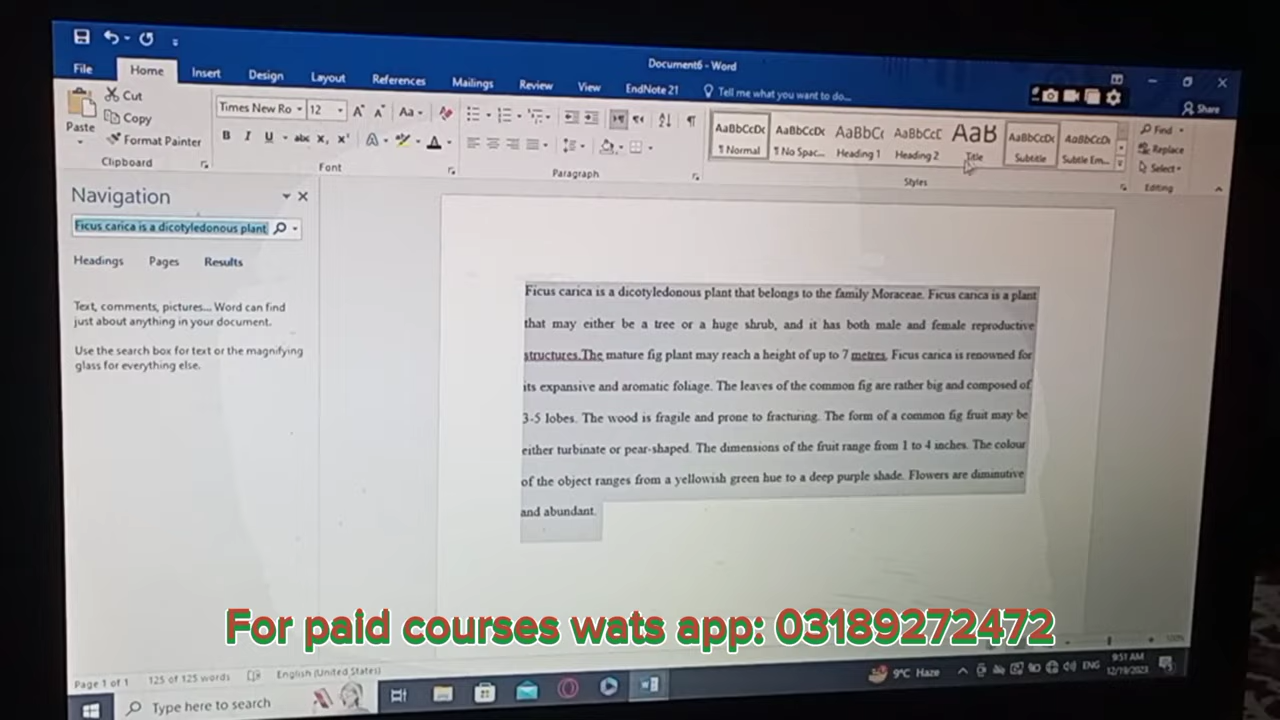 Document6 - Word
File Home Insert Design Layout References Mailings Review View EndNote 21 Tell me what you want to do...
Share
Paste
Cut
Copy
Format Painter
Clipboard
Times New Ro 12
Font
Paragraph
AaBbCcDc AaBbCcDc AaBbC( AaBbCcC AaB AaBbCcDc AaBbCcDc
¶ Normal ¶ No Spac... Heading 1 Heading 2 Title Subtitle Subtle Em...
Styles
Find
Replace
Select
Editing
Navigation
Ficus carica is a dicotyledonous plant
Headings Pages Results
Text, comments, pictures... Word can find
just about anything in your document.
Use the search box for text or the magnifying
glass for everything else.
Ficus carica is a dicotyledonous plant that belongs to the family Moraceae. Ficus carica is a plant
that may either be a tree or a huge shrub, and it has both male and female reproductive
structures.The mature fig plant may reach a height of up to 7 metres. Ficus carica is renowned for
its expansive and aromatic foliage. The leaves of the common fig are rather big and composed of
3-5 lobes. The wood is fragile and prone to fracturing. The form of a common fig fruit may be
either turbinate or pear-shaped. The dimensions of the fruit range from 1 to 4 inches. The colour
of the object ranges from a yellowish green hue to a deep purple shade. Flowers are diminutive
and abundant.
For paid courses wats app: 03189272472
Page 1 of 1 125 of 125 words English (United States)
Type here to search
9°C Haze
ENG
9:51 AM
12/19/2023